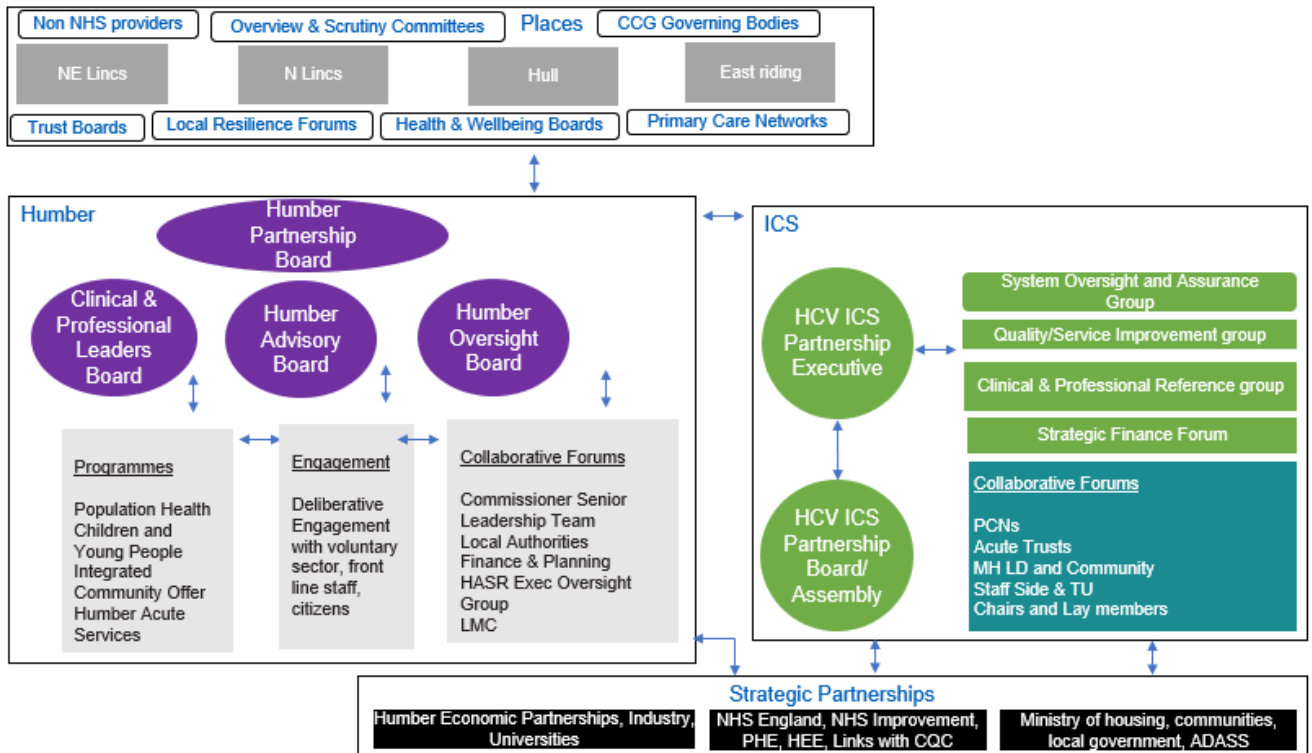 Non NHS providers
Overview & Scrutiny Committees
Places
CCG Governing Bodies
NE Lincs
N Lincs
Hull
East riding
Trust Boards
Local Resilience Forums
Health & Wellbeing Boards
Primary Care Networks
Humber
Humber
Partnership
Board
Clinical &
Professional
Leaders
Board
Humber
Advisory
Board
Humber
Oversight
Board
Programmes
Population Health
Children and
Young People
Integrated
Community Offer
Humber Acute
Services
Engagement
Deliberative
Engagement
with voluntary
sector, front
line staff,
citizens
Collaborative Forums
Commissioner Senior
Leadership Team
Local Authorities
Finance & Planning
HASR Exec Oversight
Group
LMC
ICS
HCV ICS
Partnership
Executive
HCV ICS
Partnership
Board/
Assembly
System Oversight and Assurance
Group
Quality/Service Improvement group
Clinical & Professional Reference group
Strategic Finance Forum
Collaborative Forums
PCNs
Acute Trusts
MH LD and Community
Staff Side & TU
Chairs and Lay members
Strategic Partnerships
Humber Economic Partnerships, Industry,
Universities
NHS England, NHS Improvement,
PHE, HEE, Links with CQC
Ministry of housing, communities,
local government, ADASS